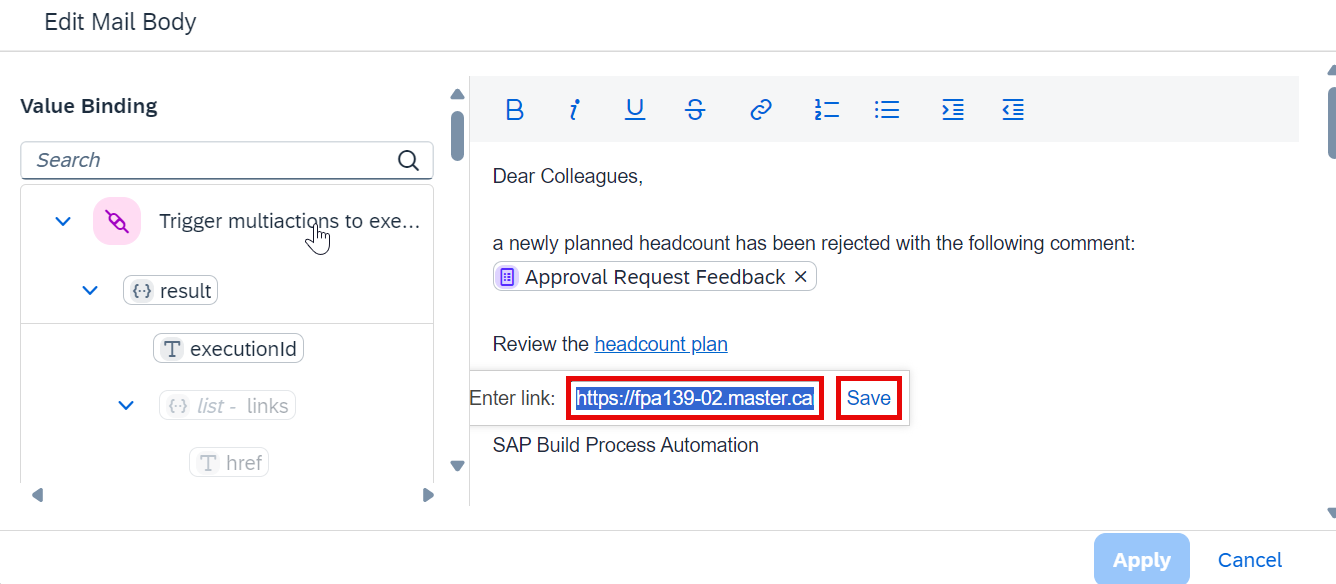 Edit Mail Body
Value Binding
Search
Trigger multiactions to exe...
result
executionId
list - links
href
B i U S
Dear Colleagues,
a newly planned headcount has been rejected with the following comment:
Approval Request Feedback ×
Review the headcount plan
Enter link: https://fpa139-02.master.ca Save
SAP Build Process Automation
Apply Cancel